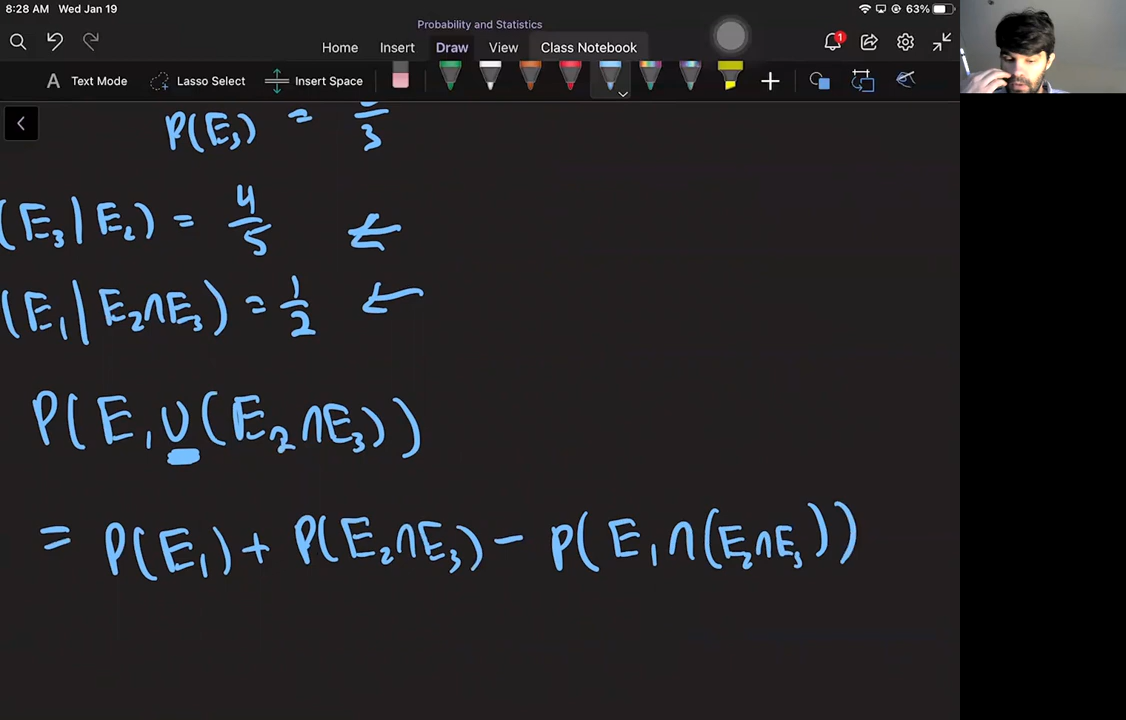 8:28 AM Wed Jan 19
63%
Probability and Statistics
Home Insert Draw View Class Notebook
1
A Text Mode Lasso Select Insert Space
P(E₃) = /3
(E₃|E₂) = 4/5 ←
(E₁|E₂∩E₃) = 1/2 ←
P(E₁∪(E₂∩E₃))
= P(E₁) + P(E₂∩E₃) − P(E₁∩(E₂∩E₃))